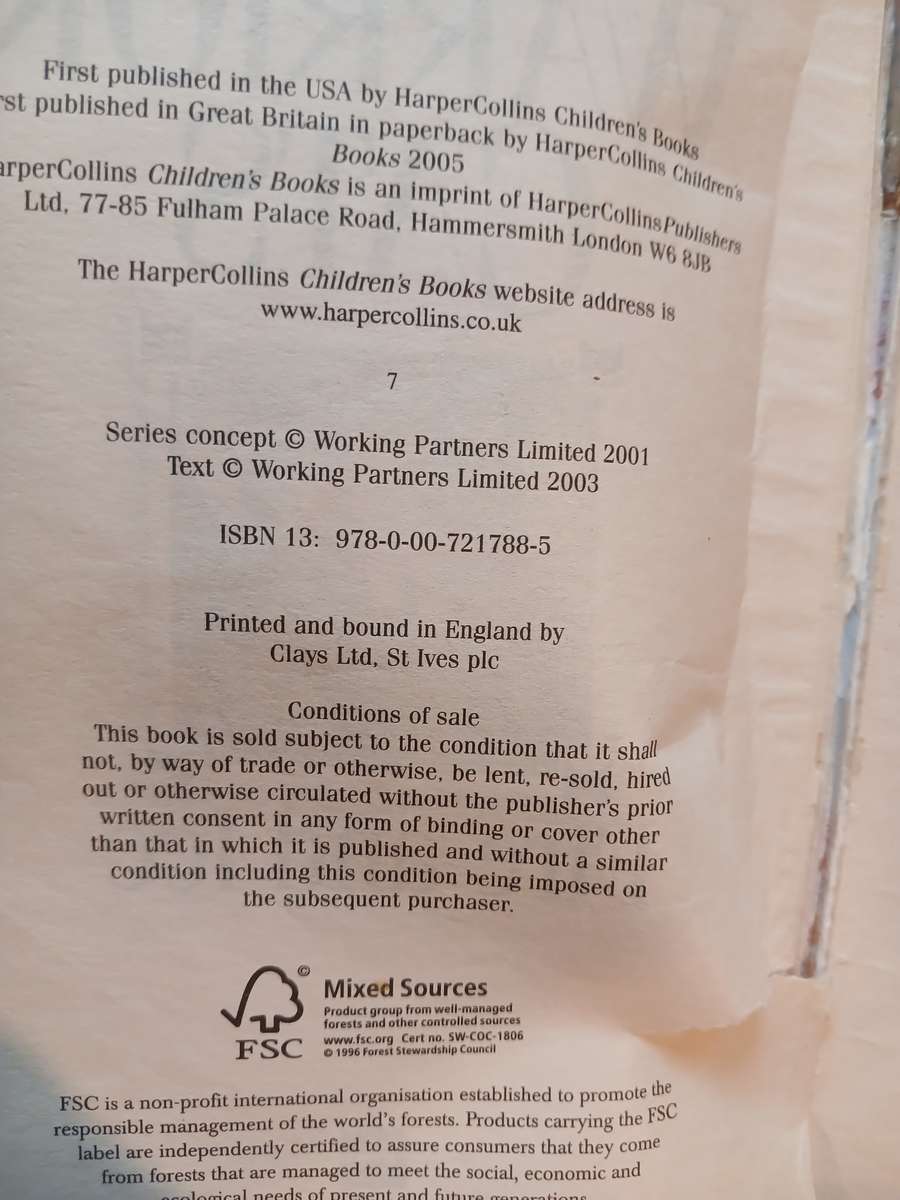 First published in the USA by HarperCollins Children's Books
rst published in Great Britain in paperback by HarperCollins Children's
Books 2005
arperCollins Children's Books is an imprint of HarperCollinsPublishers
Ltd, 77-85 Fulham Palace Road, Hammersmith London W6 8JB
The HarperCollins Children's Books website address is
www.harpercollins.co.uk
7
Series concept © Working Partners Limited 2001
Text © Working Partners Limited 2003
ISBN 13: 978-0-00-721788-5
Printed and bound in England by
Clays Ltd, St Ives plc
Conditions of sale
This book is sold subject to the condition that it shall
not, by way of trade or otherwise, be lent, re-sold, hired
out or otherwise circulated without the publisher's prior
written consent in any form of binding or cover other
than that in which it is published and without a similar
condition including this condition being imposed on
the subsequent purchaser.
©
FSC
Mixed Sources
Product group from well-managed
forests and other controlled sources
www.fsc.org Cert no. SW-COC-1806
© 1996 Forest Stewardship Council
FSC is a non-profit international organisation established to promote the
responsible management of the world's forests. Products carrying the FSC
label are independently certified to assure consumers that they come
from forests that are managed to meet the social, economic and
ecological needs of present and future generations.